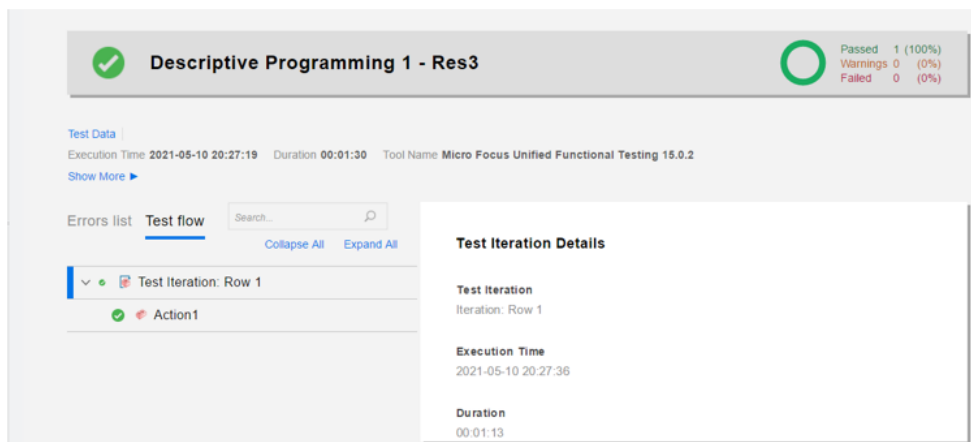 Descriptive Programming 1 - Res3
Passed 1 (100%)
Warnings 0 (0%)
Failed 0 (0%)
Test Data
Execution Time 2021-05-10 20:27:19 Duration 00:01:30 Tool Name Micro Focus Unified Functional Testing 15.0.2
Show More
Errors list Test flow Search...
Collapse All Expand All
Test Iteration: Row 1
Action1
Test Iteration Details
Test Iteration
Iteration: Row 1
Execution Time
2021-05-10 20:27:36
Duration
00:01:13